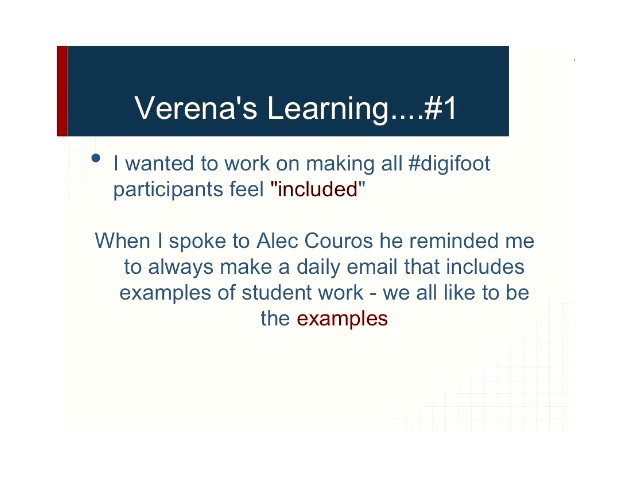 Verena's Learning....#1
• I wanted to work on making all #digifoot
participants feel "included"
When I spoke to Alec Couros he reminded me
to always make a daily email that includes
examples of student work - we all like to be
the examples